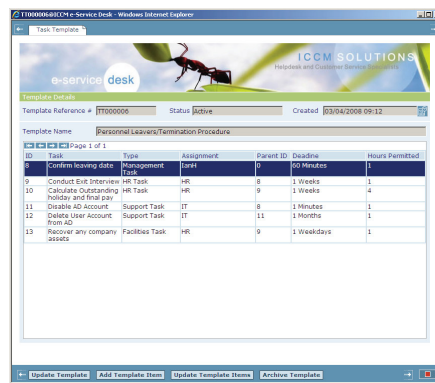 TT000006@ICCM e-Service Desk - Windows Internet Explorer
Task Template
ICCM SOLUTIONS
Helpdesk and Customer Service Specialists
e-service desk
Template Details
Template Reference # TT000006 Status Active Created 03/04/2008 09:12
Template Name Personnel Leavers/Termination Procedure
Page 1 of 1
ID Task Type Assignment Parent ID Deadine Hours Permitted
8 Confirm leaving date Management Task IanH 0 60 Minutes 1
9 Conduct Exit Interview HR Task HR 8 1 Weeks 1
10 Calculate Outstanding holiday and final pay HR Task HR 9 1 Weeks 4
11 Disable AD Account Support Task IT 8 1 Minutes 1
12 Delete User Account from AD Support Task IT 11 1 Months 1
13 Recover any company assets Facilities Task HR 9 1 Weekdays 1
Update Template Add Template Item Update Template Items Archive Template